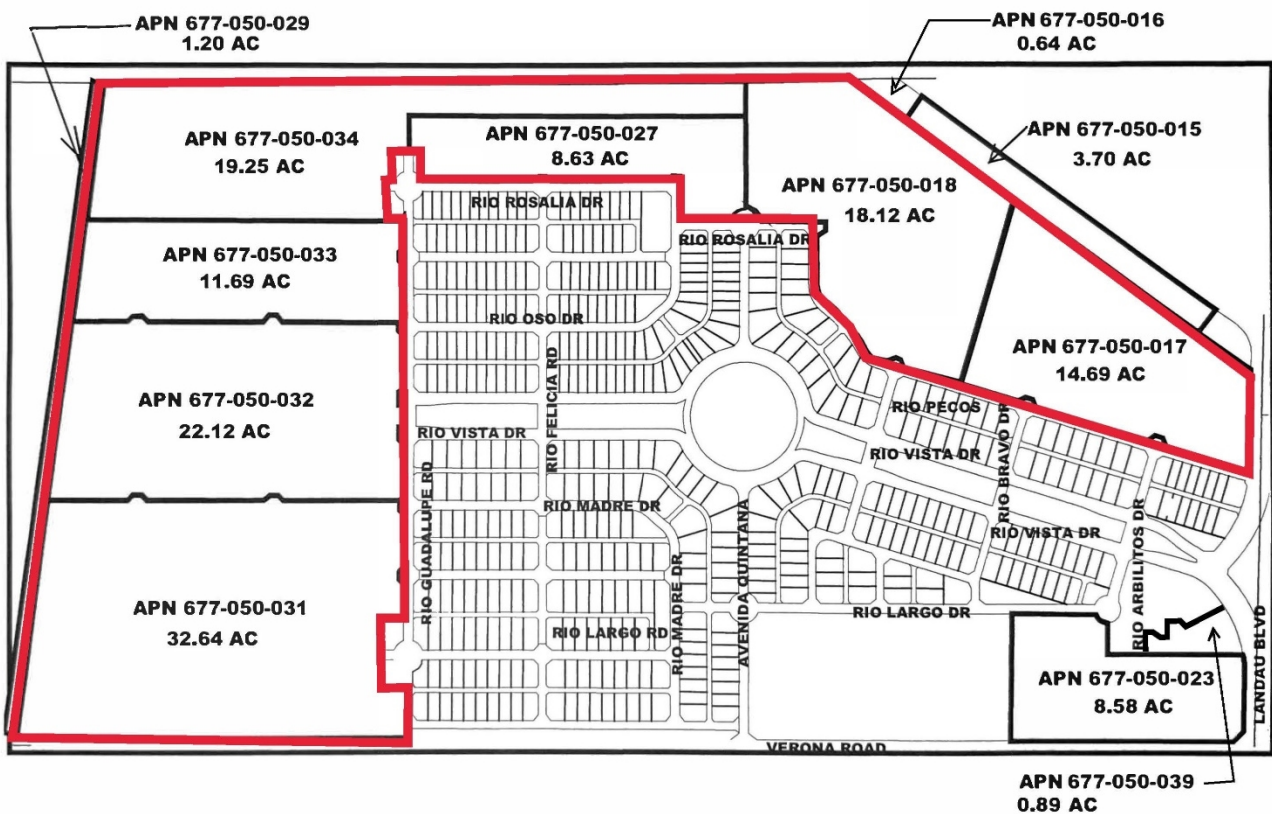 APN 677-050-029
1.20 AC
APN 677-050-016
0.64 AC
APN 677-050-034
19.25 AC
APN 677-050-027
8.63 AC
APN 677-050-015
3.70 AC
APN 677-050-018
18.12 AC
RIO ROSALIA DR
RIO ROSALIA DR
APN 677-050-033
11.69 AC
RIO OSO DR
APN 677-050-017
14.69 AC
APN 677-050-032
22.12 AC
RIO FELICIA RD
RIO PECOS
RIO BRAVO DR
RIO VISTA DR
RIO VISTA DR
RIO GUADALUPE RD
RIO MADRE DR
AVENIDA QUINTANA
RIO VISTA DR
RIO ARBILITOS DR
APN 677-050-031
32.64 AC
RIO LARGO RD
RIO MADRE DR
RIO LARGO DR
LANDAU BLVD
APN 677-050-023
8.58 AC
VERONA ROAD
APN 677-050-039
0.89 AC